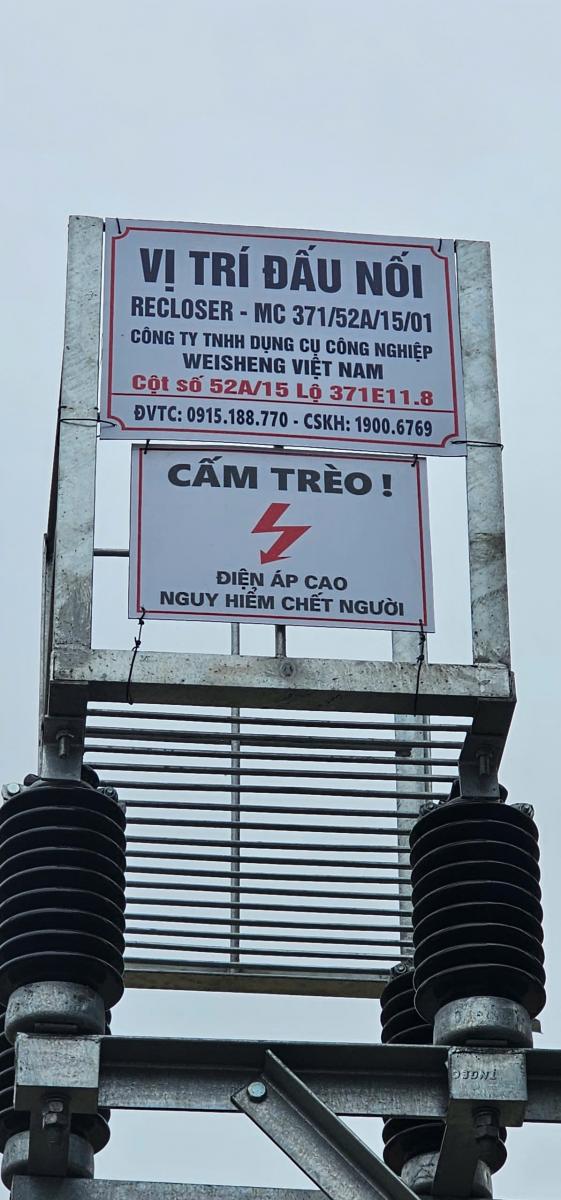 VỊ TRÍ ĐẤU NỐI
RECLOSER - MC 371/52A/15/01
CÔNG TY TNHH DỤNG CỤ CÔNG NGHIỆP
WEISHENG VIỆT NAM
Cột số 52A/15 Lộ 371E11.8
ĐVTC: 0915.188.770 - CSKH: 1900.6769
CẤM TRÈO !
ĐIỆN ÁP CAO
NGUY HIỂM CHẾT NGƯỜI